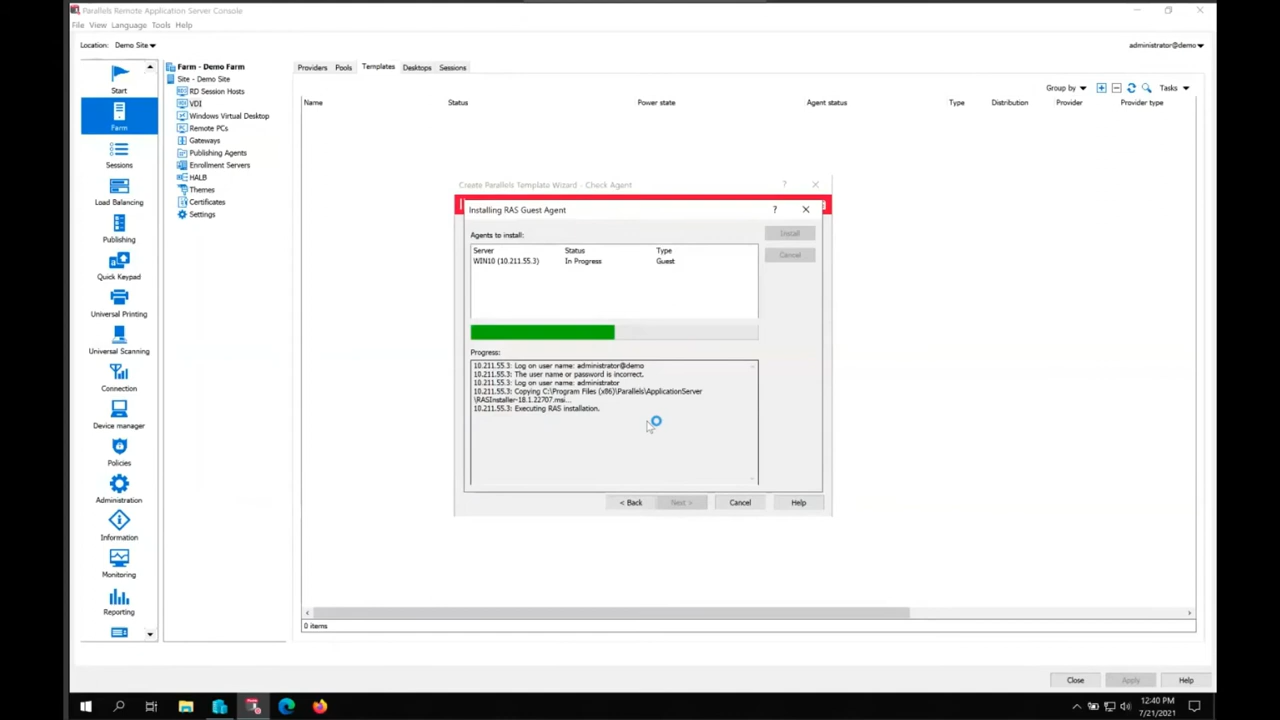 Parallels Remote Application Server Console
File View Language Tools Help
Location: Demo Site
administrator@demo
Start
Farm
Sessions
Load Balancing
Publishing
Quick Keypad
Universal Printing
Universal Scanning
Connection
Device manager
Policies
Administration
Information
Monitoring
Reporting
Farm - Demo Farm
Site - Demo Site
RD Session Hosts
VDI
Windows Virtual Desktop
Remote PCs
Gateways
Publishing Agents
Enrollment Servers
HALB
Themes
Certificates
Settings
Providers Pools Templates Desktops Sessions
Group by Tasks
Name Status Power state Agent status Type Distribution Provider Provider type
Create Parallels Template Wizard - Check Agent ?
Installing RAS Guest Agent ?
Agents to install:
Install
Cancel
Server Status Type
WIN10 (10.211.55.3) In Progress Guest
Progress:
10.211.55.3: Log on user name: administrator@demo
10.211.55.3: The user name or password is incorrect.
10.211.55.3: Log on user name: administrator
10.211.55.3: Copying C:\Program Files (x86)\Parallels\ApplicationServer
\RASInstaller-18.1.22707.msi...
10.211.55.3: Executing RAS installation.
< Back Next > Cancel Help
0 items
Close Apply Help
12:40 PM
7/21/2021